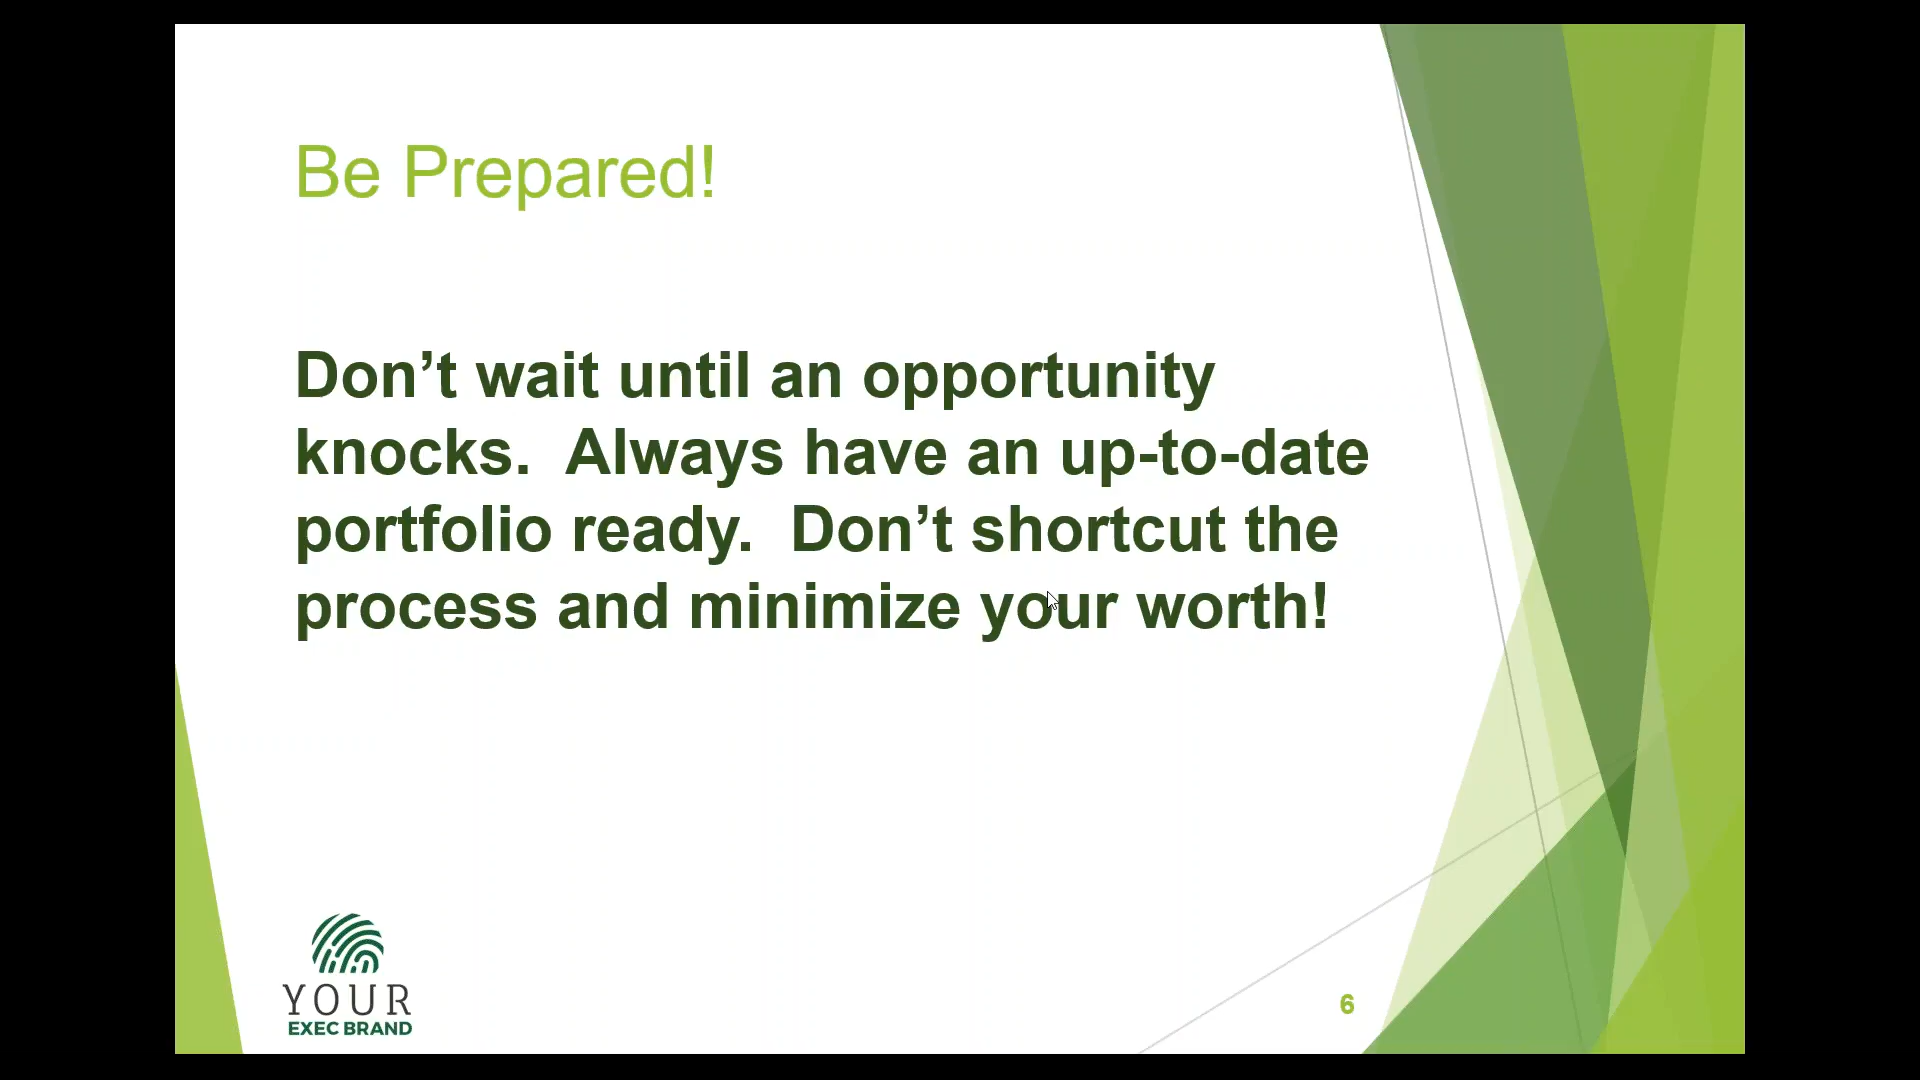 Be Prepared!
Don’t wait until an opportunity
knocks.  Always have an up-to-date
portfolio ready.  Don’t shortcut the
process and minimize your worth!
YOUR
EXEC BRAND
6